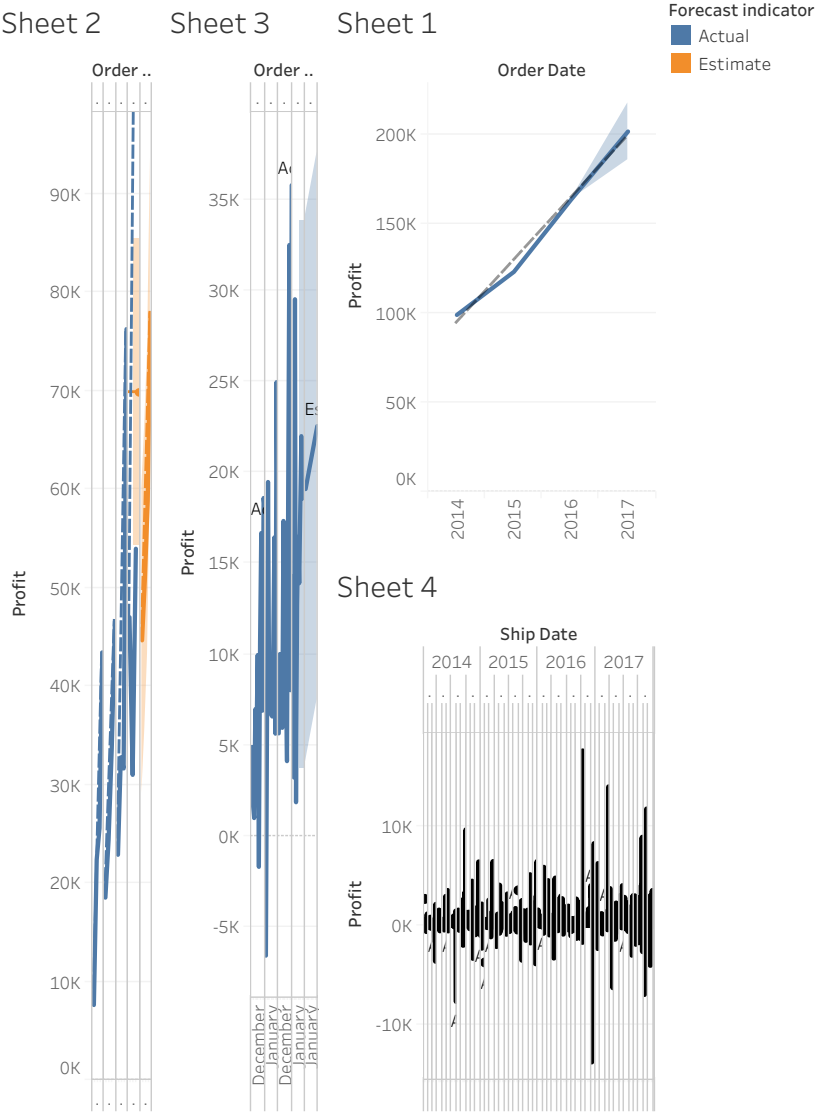 Sheet 2
Order ..
90K
80K
70K
60K
50K
40K
30K
20K
10K
0K
Profit
Sheet 3
Order ..
35K
30K
25K
20K
15K
10K
5K
0K
-5K
Profit
December
January
December
January
January
Sheet 1
Order Date
200K
150K
100K
50K
0K
Profit
2014
2015
2016
2017
Sheet 4
Ship Date
2014 2015 2016 2017
10K
0K
-10K
Profit
Forecast indicator
Actual
Estimate